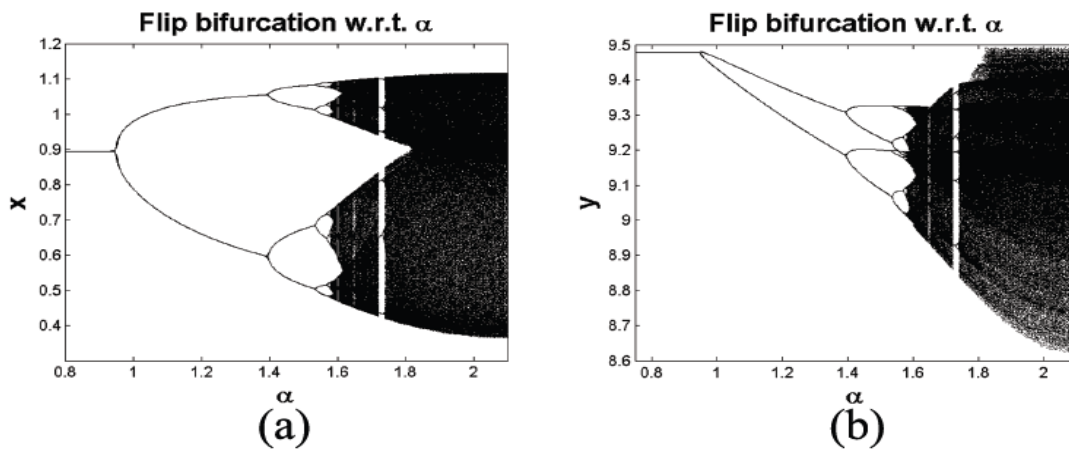 Flip bifurcation w.r.t. α
1.2
1.1
1
0.9
0.8
0.7
0.6
0.5
0.4
x
0.8 1 1.2 1.4 1.6 1.8 2
α
(a)
Flip bifurcation w.r.t. α
9.5
9.4
9.3
9.2
9.1
9
8.9
8.8
8.7
8.6
y
0.8 1 1.2 1.4 1.6 1.8 2
α
(b)